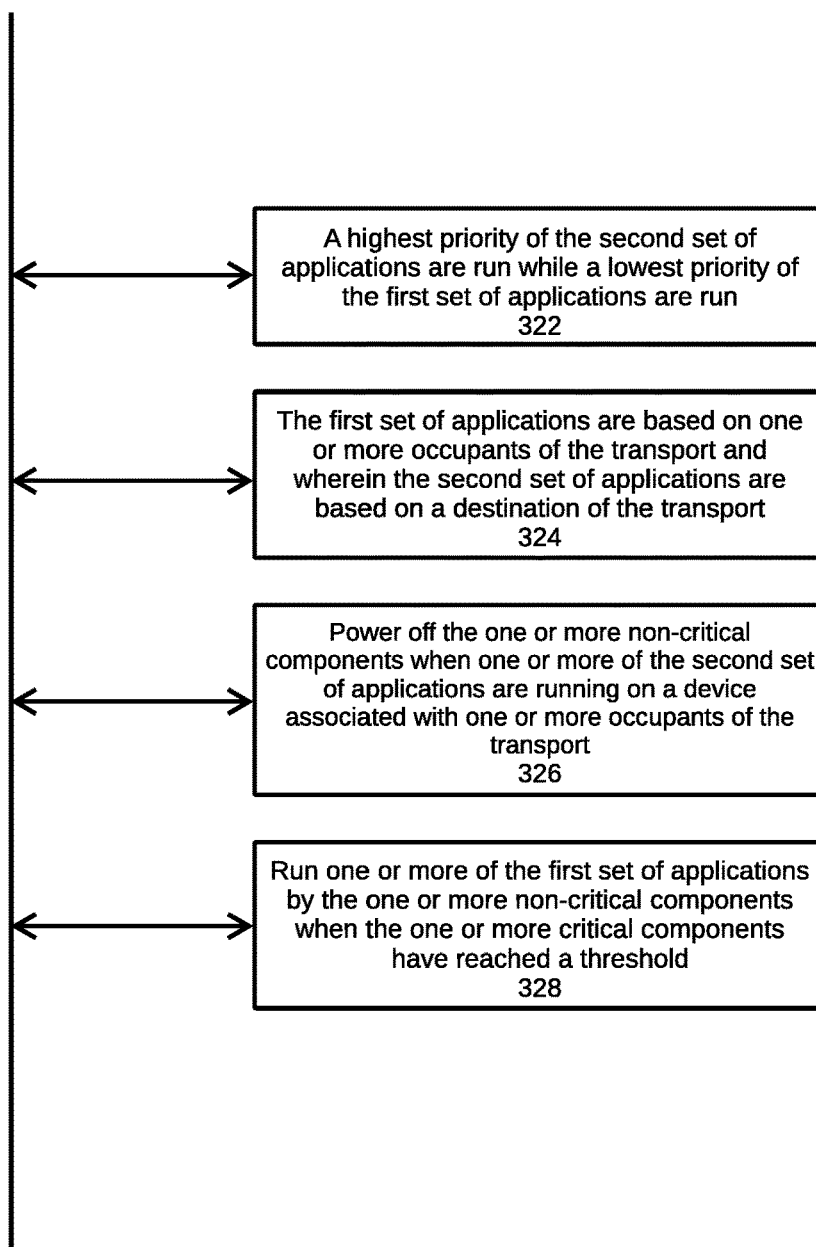 A highest priority of the second set of
applications are run while a lowest priority of
the first set of applications are run
322
The first set of applications are based on one
or more occupants of the transport and
wherein the second set of applications are
based on a destination of the transport
324
Power off the one or more non-critical
components when one or more of the second set
of applications are running on a device
associated with one or more occupants of the
transport
326
Run one or more of the first set of applications
by the one or more non-critical components
when the one or more critical components
have reached a threshold
328